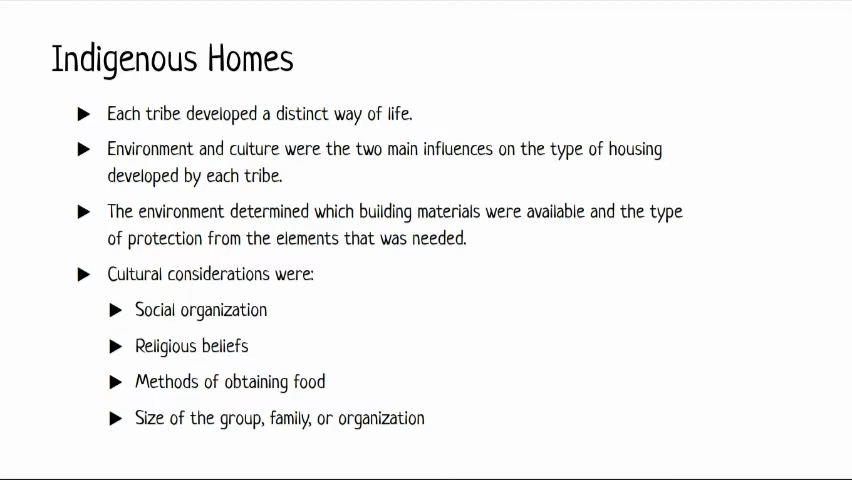 Indigenous Homes
Each tribe developed a distinct way of life.
Environment and culture were the two main influences on the type of housing
developed by each tribe.
The environment determined which building materials were available and the type
of protection from the elements that was needed.
Cultural considerations were:
Social organization
Religious beliefs
Methods of obtaining food
Size of the group, family, or organization